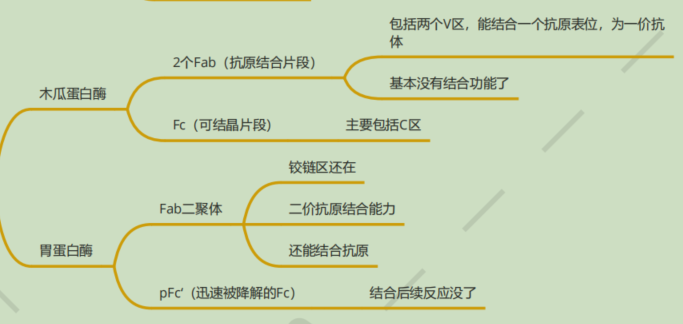 包括两个V区，能结合一个抗原表位，为一价抗
体
2个Fab（抗原结合片段）
基本没有结合功能了
木瓜蛋白酶
Fc（可结晶片段）
主要包括C区
铰链区还在
Fab二聚体
二价抗原结合能力
还能结合抗原
胃蛋白酶
pFc‘（迅速被降解的Fc）
结合后续反应没了